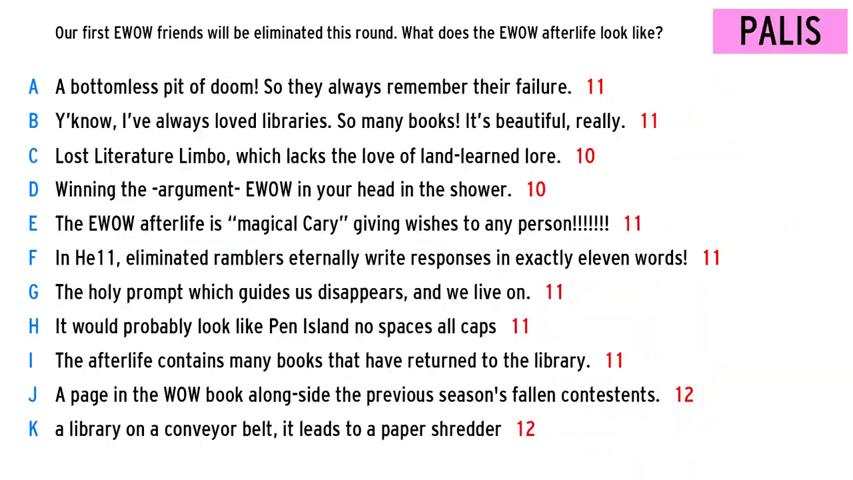 Our first EWOW friends will be eliminated this round. What does the EWOW afterlife look like?
PALIS
A A bottomless pit of doom! So they always remember their failure. 11
B Y'know, I've always loved libraries. So many books! It's beautiful, really. 11
C Lost Literature Limbo, which lacks the love of land-learned lore. 10
D Winning the -argument- EWOW in your head in the shower. 10
E The EWOW afterlife is “magical Cary” giving wishes to any person!!!!!!! 11
F In He11, eliminated ramblers eternally write responses in exactly eleven words! 11
G The holy prompt which guides us disappears, and we live on. 11
H It would probably look like Pen Island no spaces all caps 11
I The afterlife contains many books that have returned to the library. 11
J A page in the WOW book along-side the previous season's fallen contestents. 12
K a library on a conveyor belt, it leads to a paper shredder 12